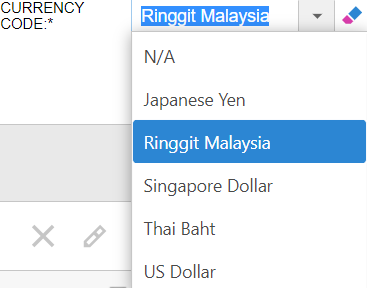 CURRENCY
CODE:*
Ringgit Malaysia
N/A
Japanese Yen
Ringgit Malaysia
Singapore Dollar
Thai Baht
US Dollar